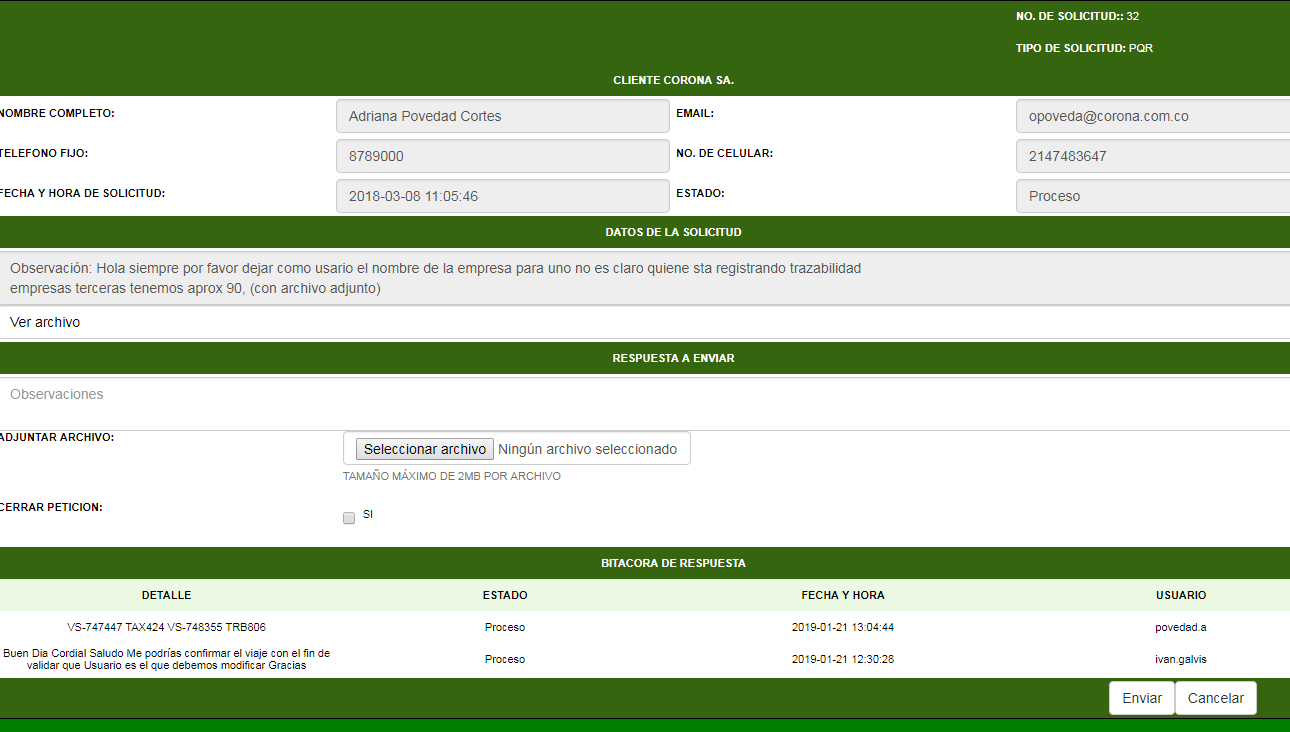 NO. DE SOLICITUD:: 32
TIPO DE SOLICITUD: PQR
CLIENTE CORONA SA.
NOMBRE COMPLETO: Adriana Povedad Cortes EMAIL: opoveda@corona.com.co
TELEFONO FIJO: 8789000 NO. DE CELULAR: 2147483647
FECHA Y HORA DE SOLICITUD: 2018-03-08 11:05:46 ESTADO: Proceso
DATOS DE LA SOLICITUD
Observación: Hola siempre por favor dejar como usario el nombre de la empresa para uno no es claro quiene sta registrando trazabilidad
empresas terceras tenemos aprox 90, (con archivo adjunto)
Ver archivo
RESPUESTA A ENVIAR
Observaciones
ADJUNTAR ARCHIVO: Seleccionar archivo Ningún archivo seleccionado
TAMAÑO MÁXIMO DE 2MB POR ARCHIVO
CERRAR PETICION: SI
BITACORA DE RESPUESTA
DETALLE ESTADO FECHA Y HORA USUARIO
VS-747447 TAX424 VS-748355 TRB806 Proceso 2019-01-21 13:04:44 povedad.a
Buen Dia Cordial Saludo Me podrías confirmar el viaje con el fin de
validar que Usuario es el que debemos modificar Gracias Proceso 2019-01-21 12:30:28 ivan.galvis
Enviar Cancelar